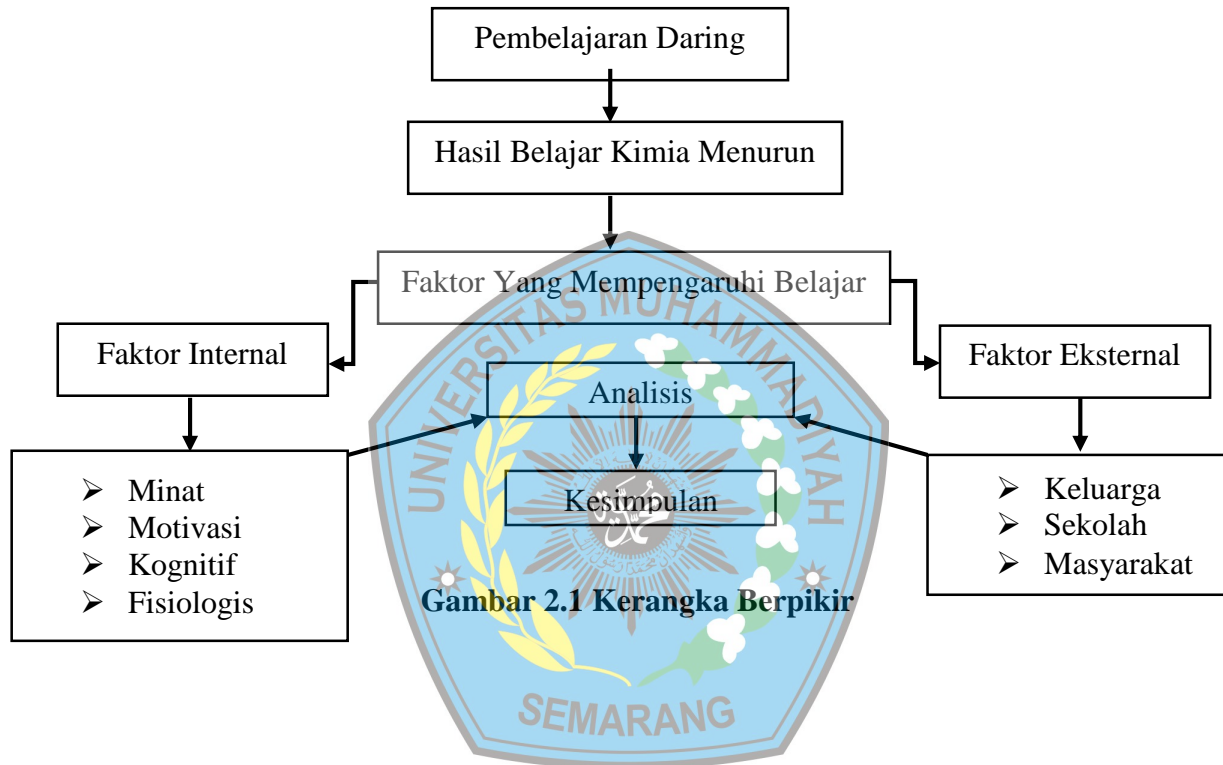 Pembelajaran Daring
Hasil Belajar Kimia Menurun
Faktor Yang Mempengaruhi Belajar
Faktor Internal
Faktor Eksternal
Analisis
Kesimpulan
➢ Minat
➢ Motivasi
➢ Kognitif
➢ Fisiologis
➢ Keluarga
➢ Sekolah
➢ Masyarakat
Gambar 2.1 Kerangka Berpikir
UNIVERSITAS MUHAMMADIYAH
SEMARANG
محمد